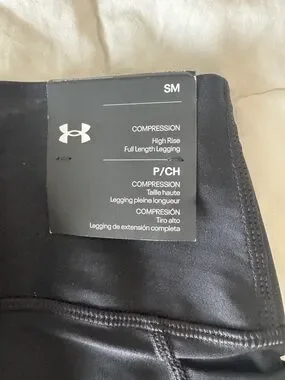 SM
COMPRESSION
High Rise
Full Length Legging
P/CH
COMPRESSION
Taille haute
Legging pleine longueur
COMPRESIÓN
Tiro alto
Legging de extensión completa